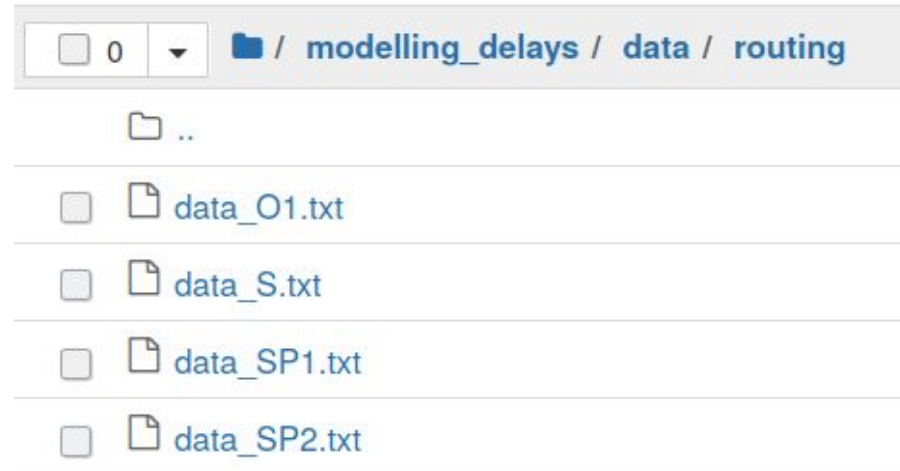 0 / modelling_delays / data / routing
..
data_O1.txt
data_S.txt
data_SP1.txt
data_SP2.txt